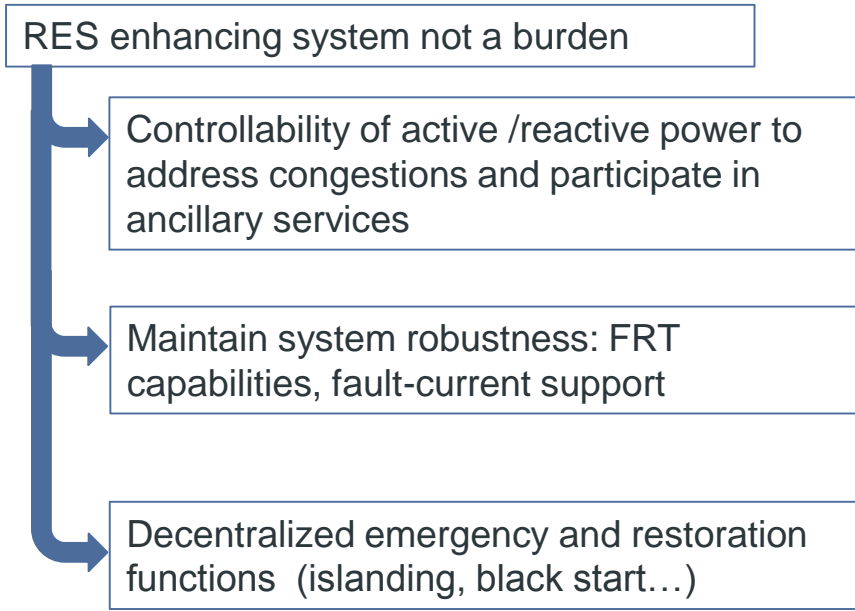 RES enhancing system not a burden
Controllability of active /reactive power to
address congestions and participate in
ancillary services
Maintain system robustness: FRT
capabilities, fault-current support
Decentralized emergency and restoration
functions  (islanding, black start…)